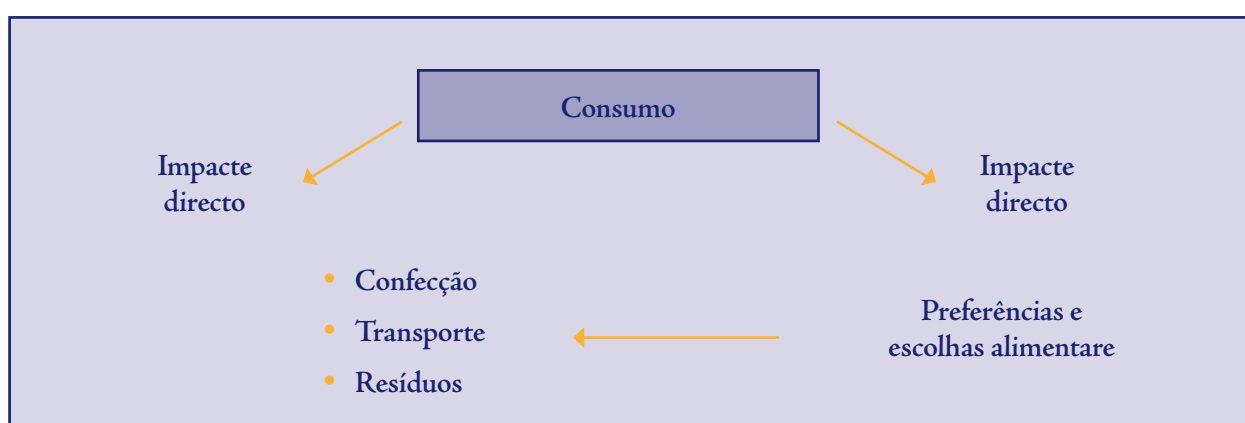 Consumo
Impacte
directo
Impacte
directo
• Confecção
• Transporte
• Resíduos
Preferências e
escolhas alimentare